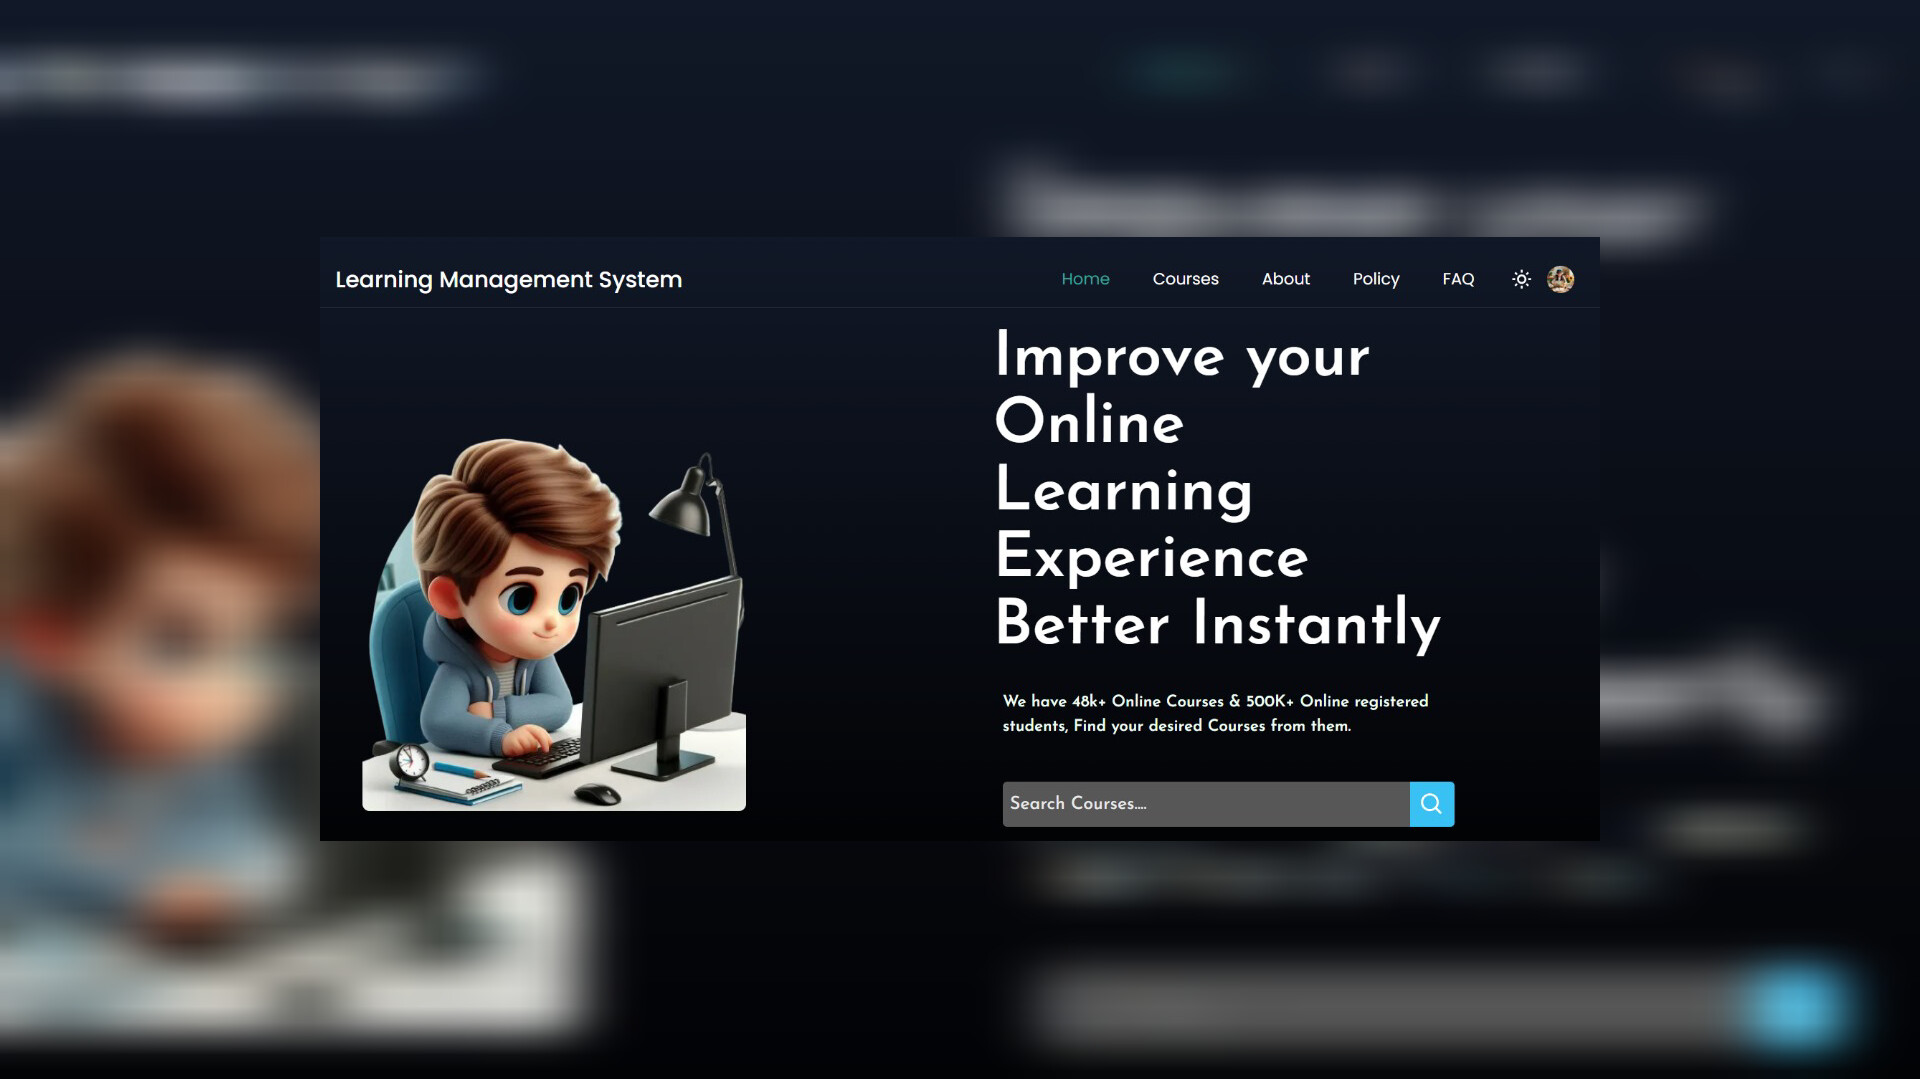 Learning Management System
Home Courses About Policy FAQ
Improve your
Online
Learning
Experience
Better Instantly
We have 48k+ Online Courses & 500K+ Online registered
students, Find your desired Courses from them.
Search Courses....